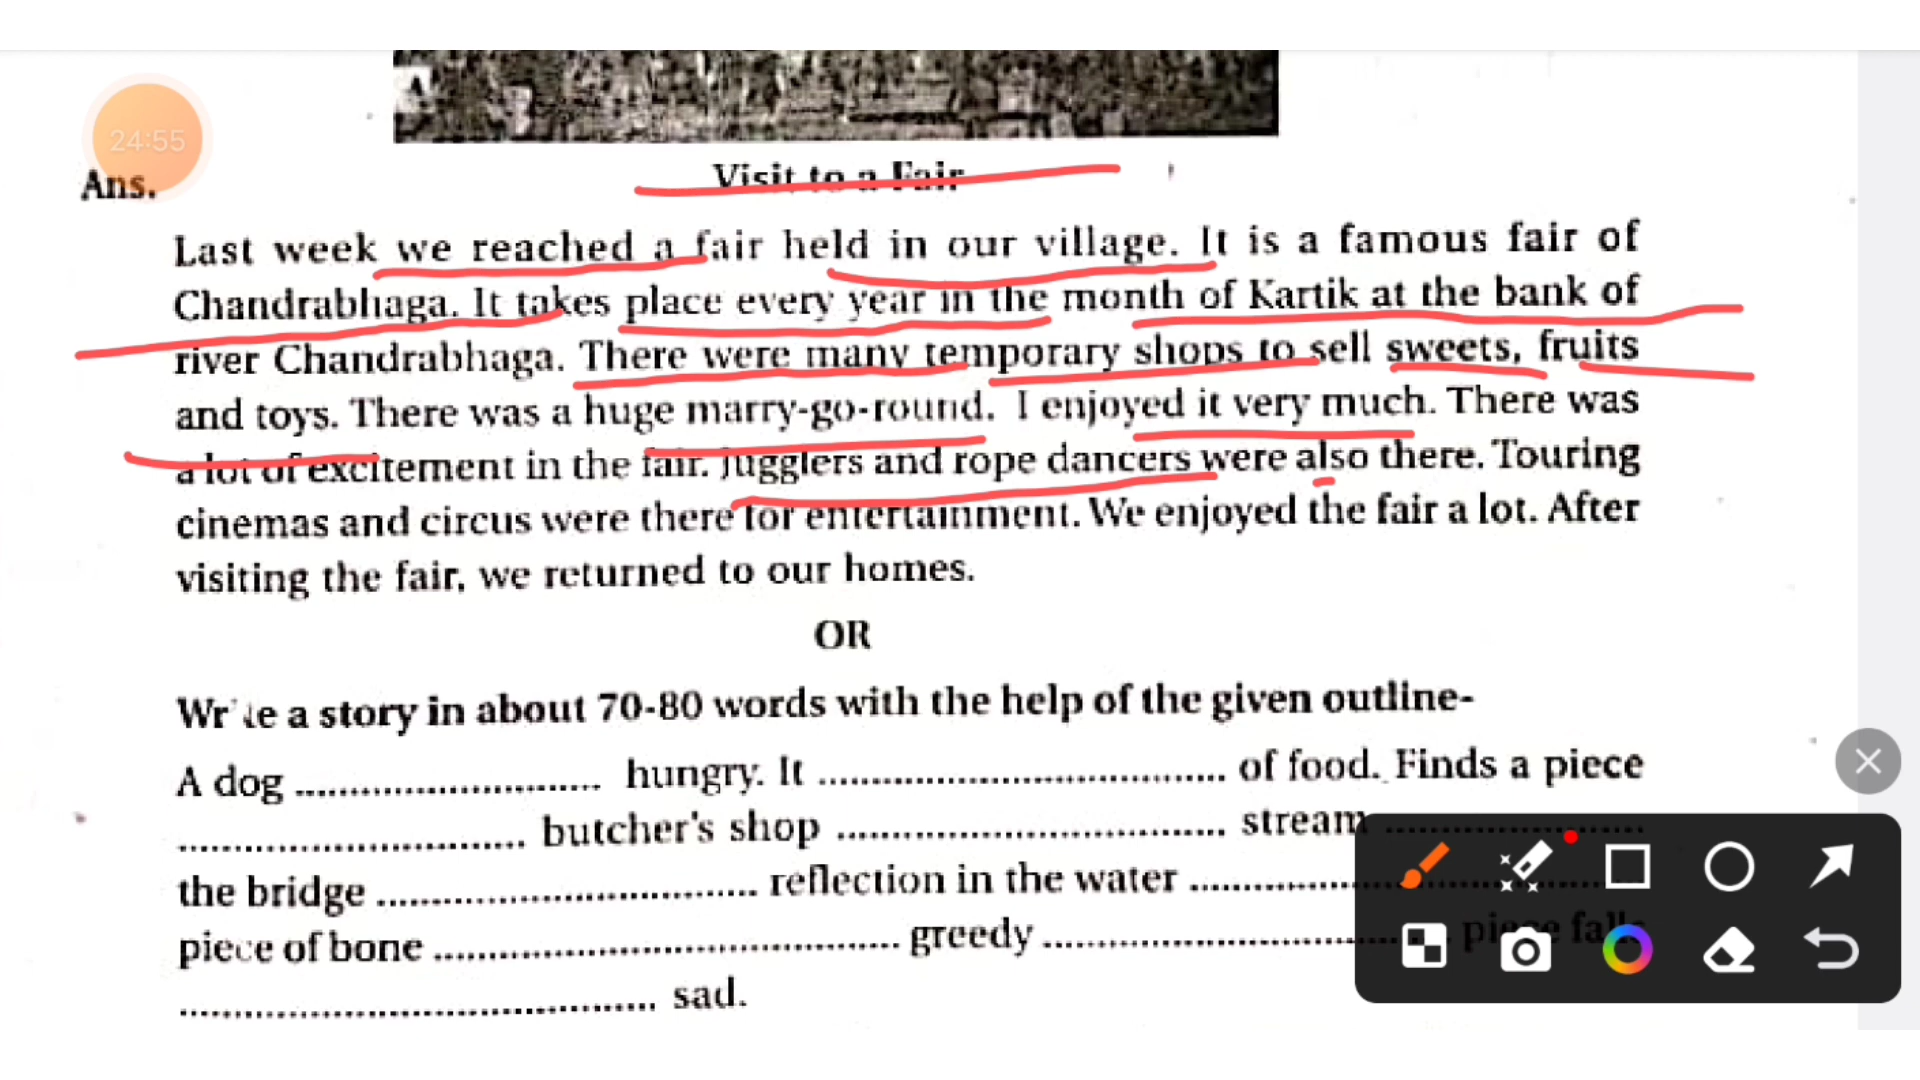 24:55
Ans.
Visit to a Fair
Last week we reached a fair held in our village. It is a famous fair of
Chandrabhaga. It takes place every year in the month of Kartik at the bank of
river Chandrabhaga. There were many temporary shops to sell sweets, fruits
and toys. There was a huge marry-go-round. I enjoyed it very much. There was
a lot of excitement in the fair. Jugglers and rope dancers were also there. Touring
cinemas and circus were there for entertainment. We enjoyed the fair a lot. After
visiting the fair, we returned to our homes.
OR
Write a story in about 70-80 words with the help of the given outline-
A dog ............................ hungry. It ...................................... of food. Finds a piece
................................ butcher's shop .................................... stream ........................
the bridge ................................... reflection in the water ......................................
piece of bone ........................................... greedy ................................. piece falls
............................................ sad.